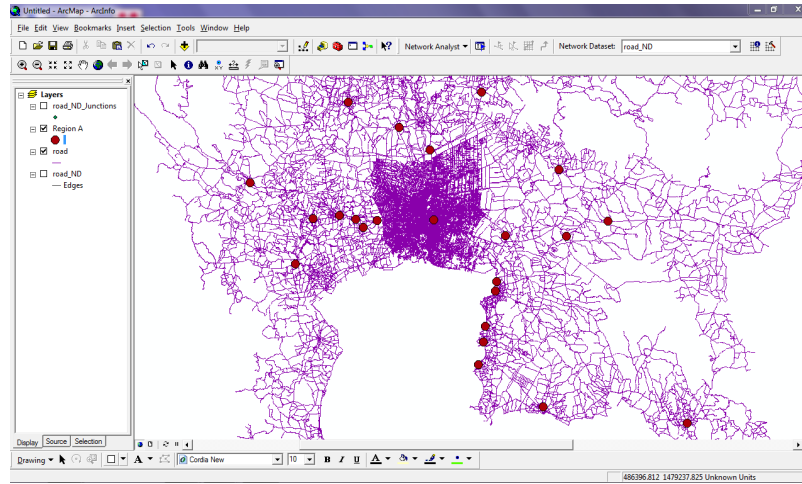 Untitled - ArcMap - ArcInfo
File Edit View Bookmarks Insert Selection Tools Window Help
Network Analyst Network Dataset: road_ND
Layers
road_ND_Junctions
Region A
road
road_ND
Edges
Display Source Selection
Drawing A Cordia New 10 B I U A
486396.812 1479237.825 Unknown Units